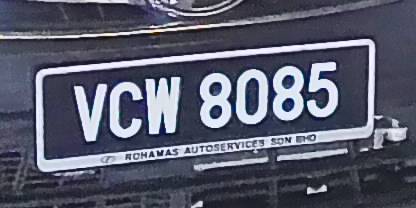 VCW 8085
ROHAMAS AUTOSERVICES SDN BHD